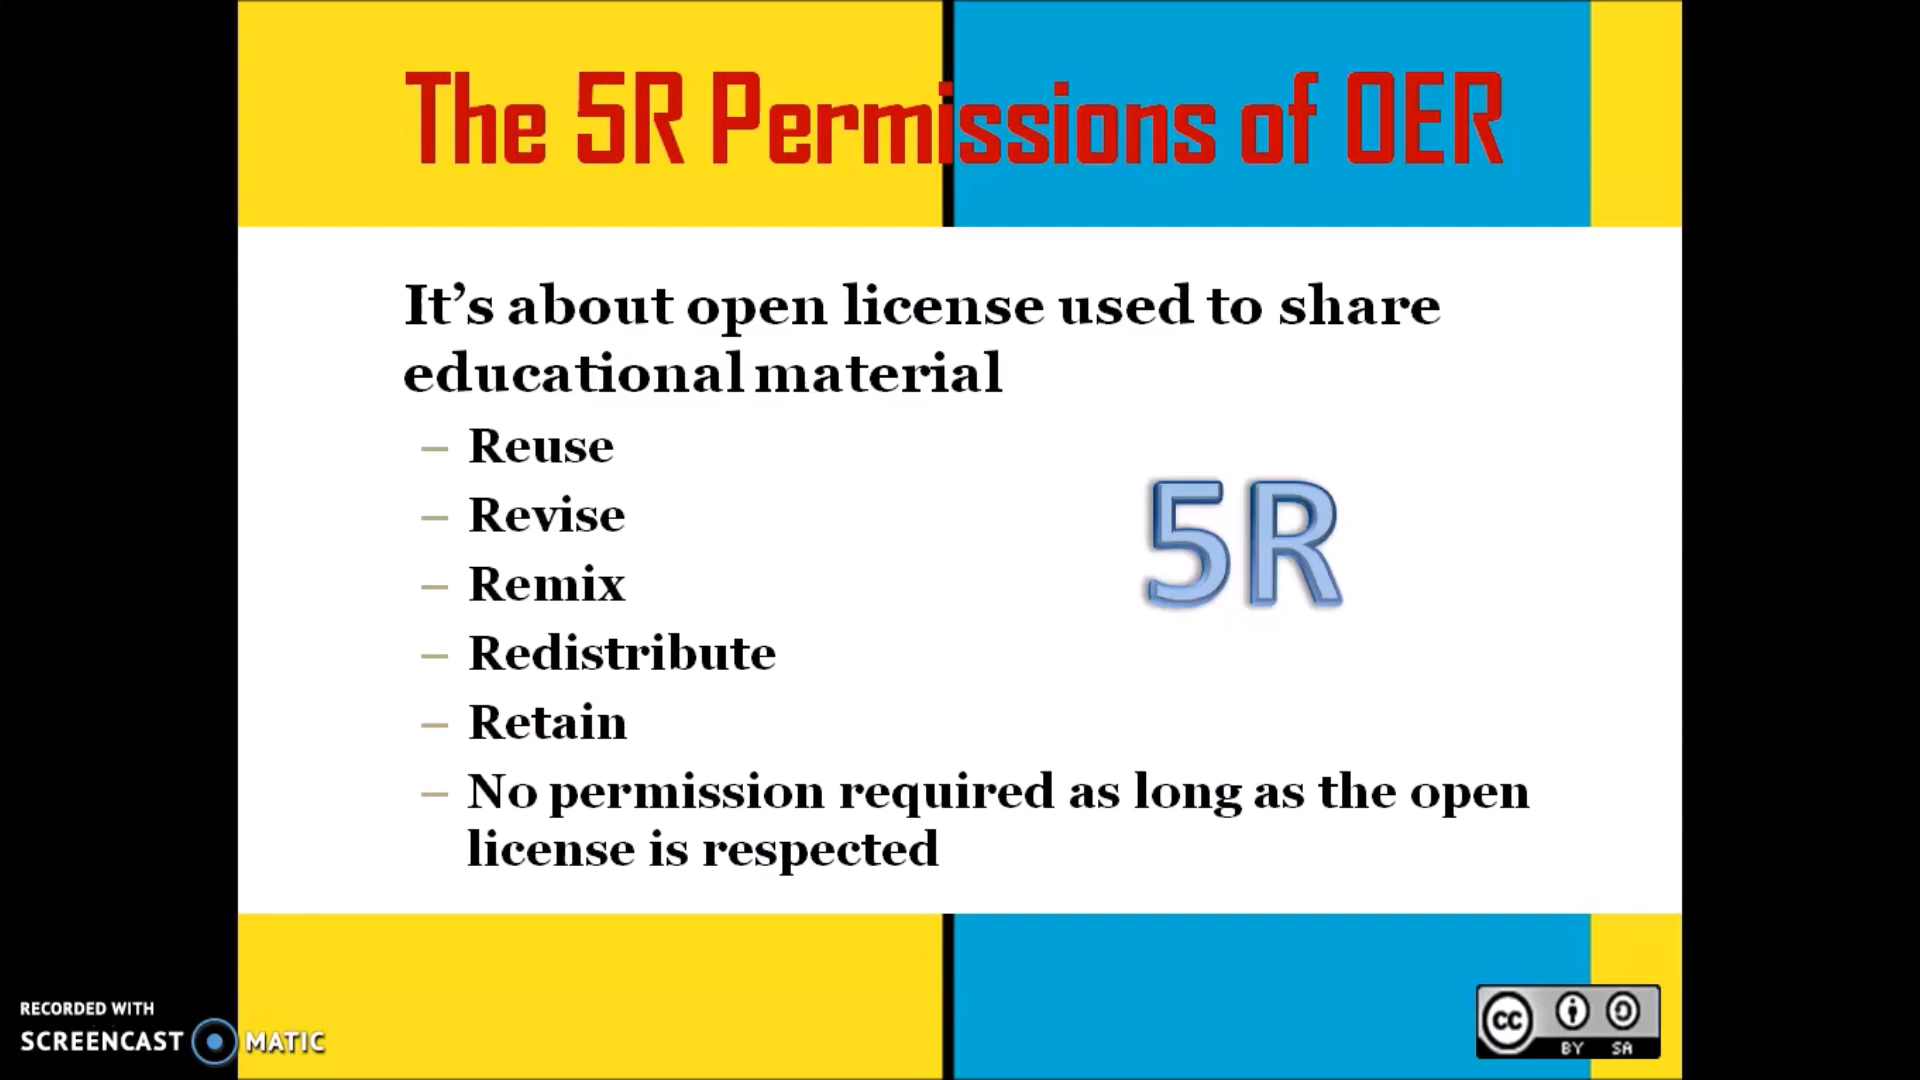 The 5R Permissions of OER
It’s about open license used to share
educational material
– Reuse
– Revise
– Remix
– Redistribute
– Retain
– No permission required as long as the open
license is respected
5R
RECORDED WITH
SCREENCAST MATIC
cc
BY SA